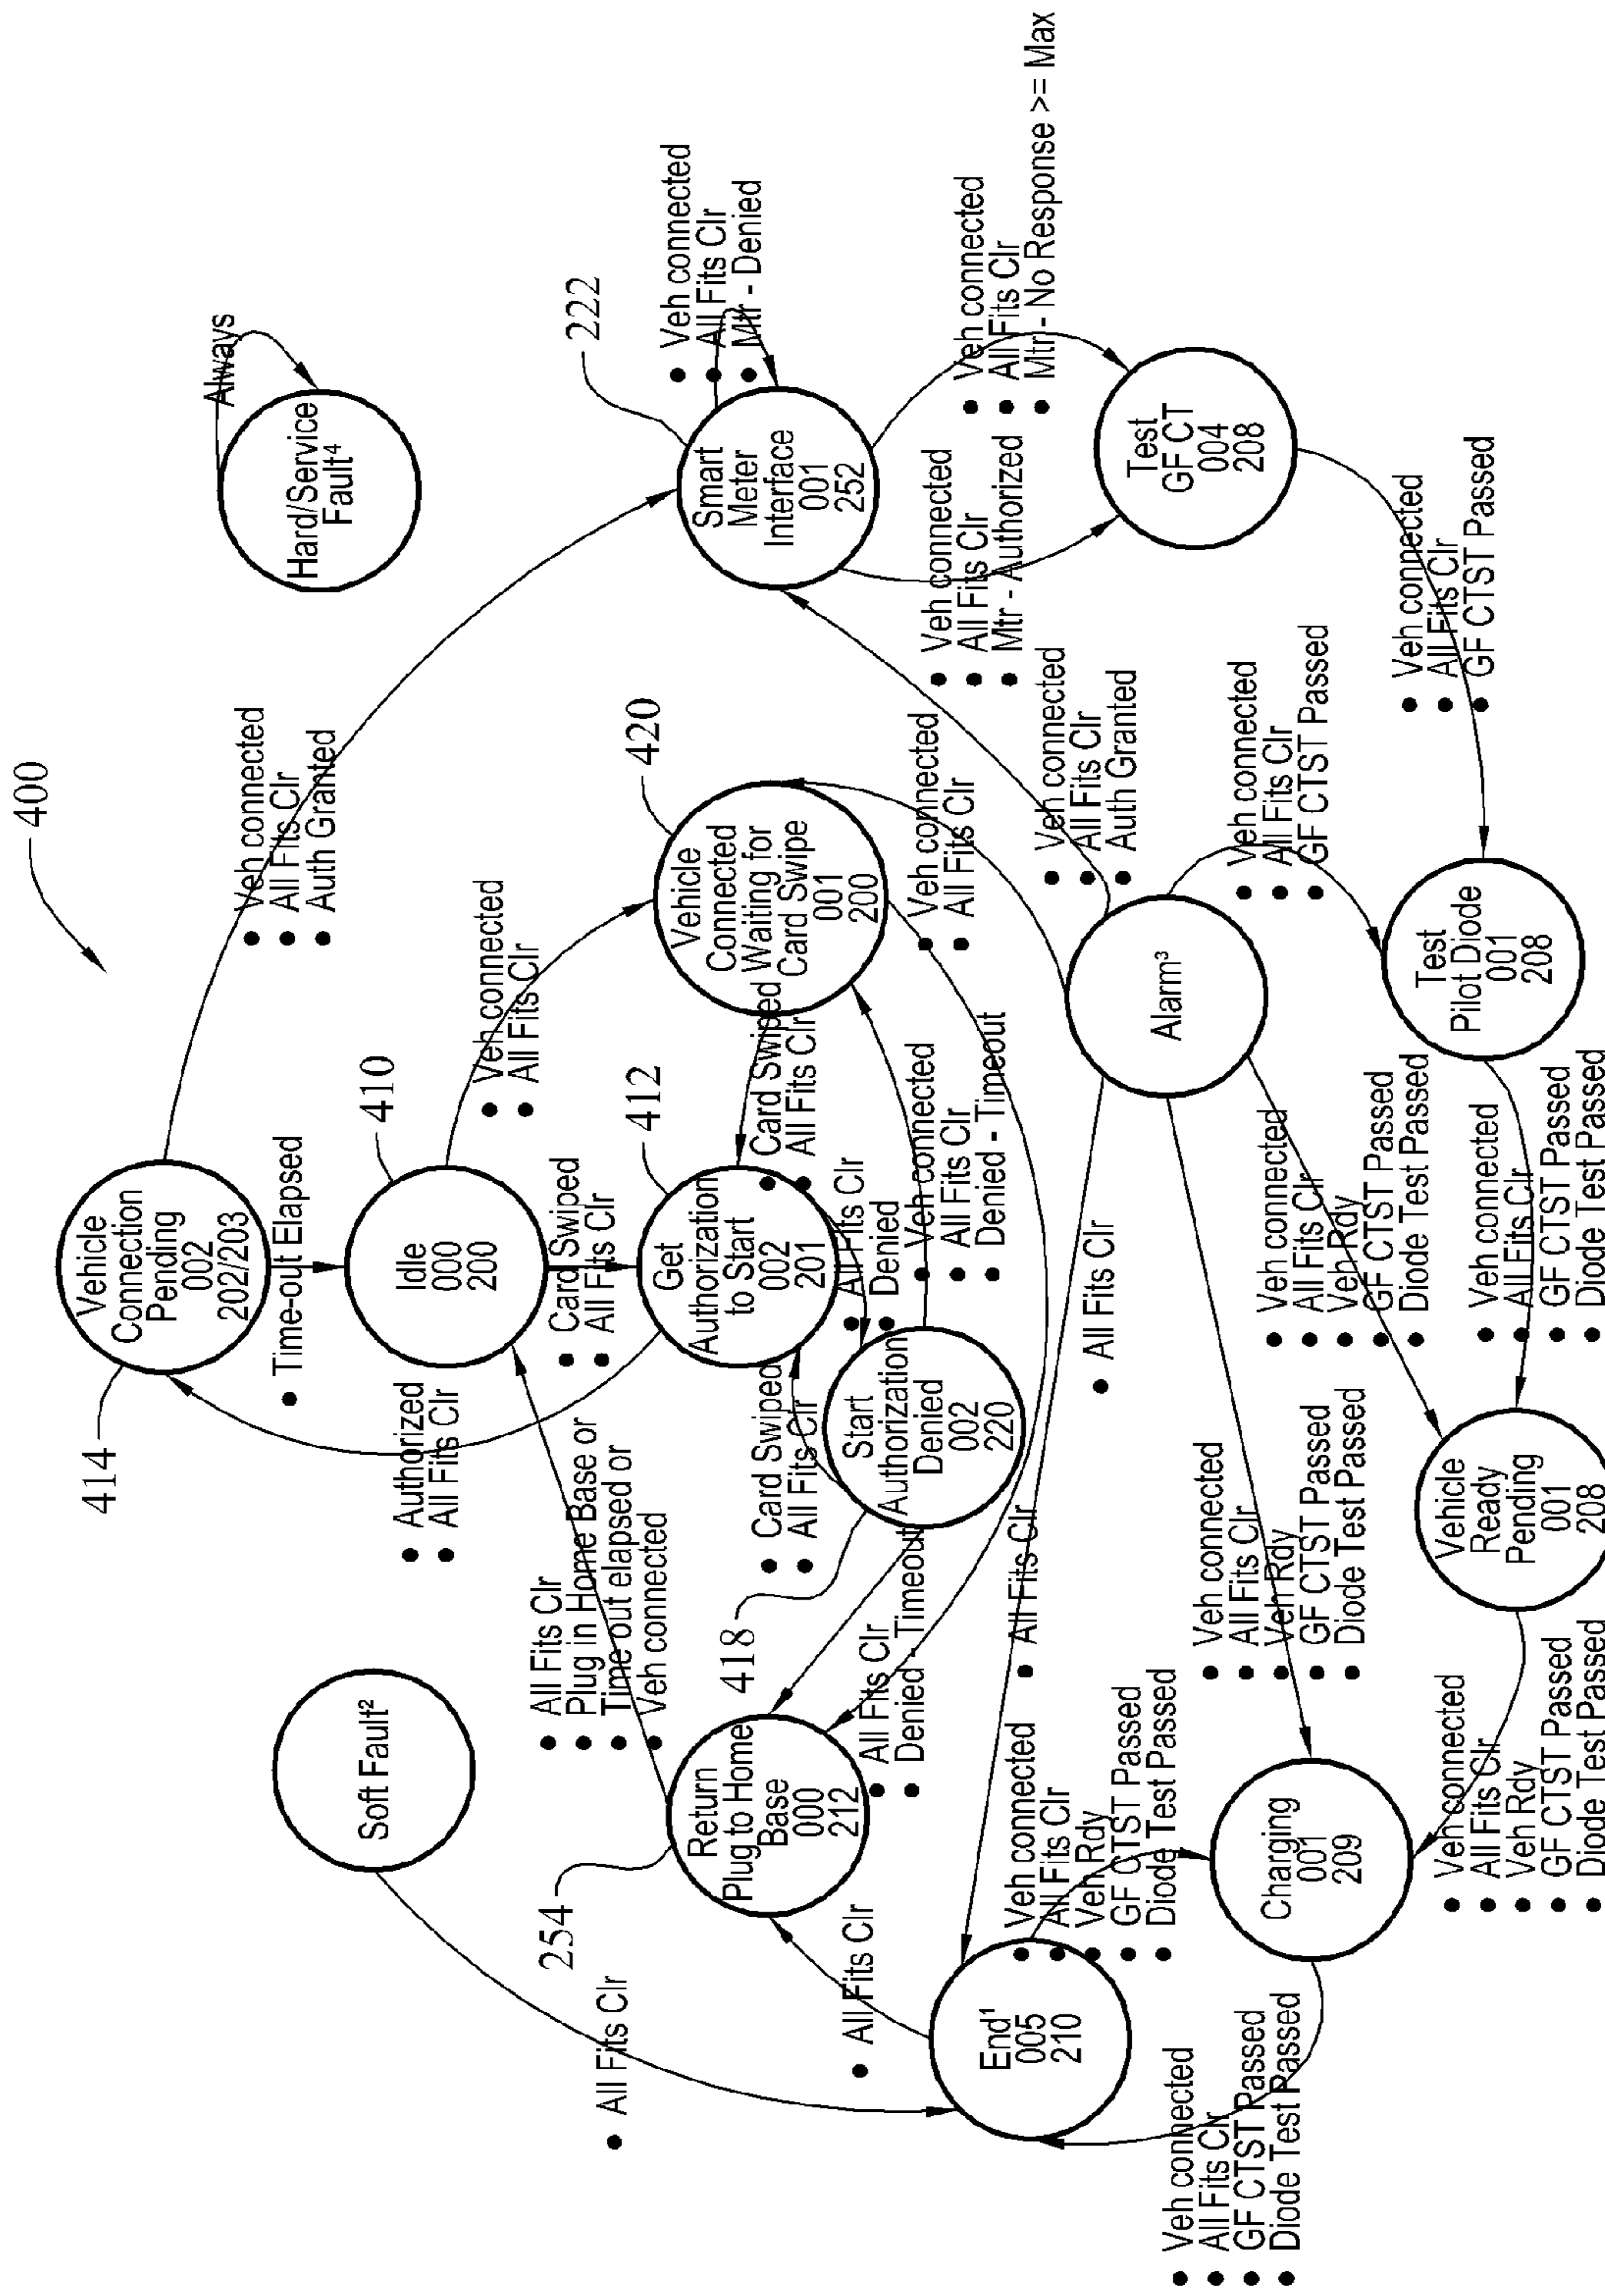 400
414
Vehicle
Connection
Pending
002
202/203
• Veh connected
• All Flts Clr
• Auth Granted
Always
Hard/Service
Fault⁴
• Time-out Elapsed
410
Idle
000
200
• Veh connected
• All Flts Clr
Soft Fault²
• Authorized
• All Flts Clr
• Card Swiped
• All Flts Clr
• All Flts Clr
• Plug in Home Base or
• Time out elapsed or
• Veh connected
• All Flts Clr
412
Get
Authorization
to Start
002
201
420
Vehicle
Connected
Waiting for
Card Swipe
001
200
222
Smart
Meter
Interface
001
252
• Veh connected
• All Flts Clr
• Mtr - Denied
254
Return
Plug to Home
Base
000
212
418
• Card Swiped
• All Flts Clr
• Card Swiped
• All Flts Clr
• All Flts Clr
• Denied
Start
Authorization
Denied
002
220
• All Flts Clr
• Denied - Timeout
• Veh connected
• All Flts Clr
• Denied - Timeout
• Veh connected
• All Flts Clr
• Veh connected
• All Flts Clr
• Mtr - Authorized
• Veh connected
• All Flts Clr
• Mtr - No Response >= Max
• All Flts Clr
End¹
005
210
• All Flts Clr
• All Flts Clr
Alarm³
• Veh connected
• All Flts Clr
• Auth Granted
Test
GF CT
004
208
• Veh connected
• All Flts Clr
• Veh Rdy
• GF CTST Passed
• Diode Test Passed
• Veh connected
• All Flts Clr
• Veh Rdy
• GF CTST Passed
• Diode Test Passed
• Veh connected
• All Flts Clr
• Veh Rdy
• GF CTST Passed
• Diode Test Passed
• Veh connected
• All Flts Clr
• GF CTST Passed
• Veh connected
• All Flts Clr
• GF CTST Passed
• Veh connected
• All Flts Clr
• GF CTST Passed
• Diode Test Passed
Charging
001
209
Test
Pilot Diode
001
208
• Veh connected
• All Flts Clr
• Veh Rdy
• GF CTST Passed
• Diode Test Passed
Vehicle
Ready
Pending
001
208
• Veh connected
• All Flts Clr
• GF CTST Passed
• Diode Test Passed